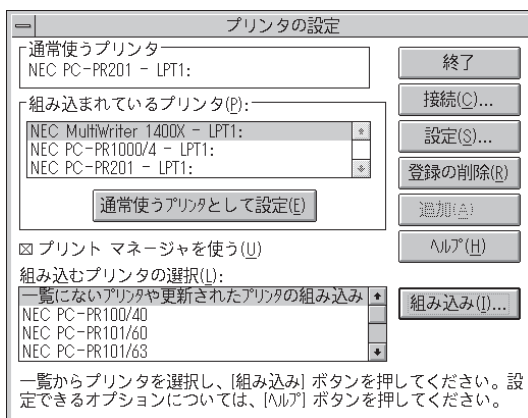 プリンタの設定
通常使うプリンタ
NEC PC-PR201 - LPT1:
組み込まれているプリンタ(P):
NEC MultiWriter 1400X - LPT1:
NEC PC-PR1000/4 - LPT1:
NEC PC-PR201 - LPT1:
通常使うプリンタとして設定(E)
プリント マネージャを使う(U)
組み込むプリンタの選択(L):
一覧にないプリンタや更新されたプリンタの組み込み
NEC PC-PR100/40
NEC PC-PR101/60
NEC PC-PR101/63
終了
接続(C)...
設定(S)...
登録の削除(R)
追加(A)
ヘルプ(H)
組み込み(I)...
一覧からプリンタを選択し、[組み込み] ボタンを押してください。設
定できるオプションについては、[ヘルプ] ボタンを押してください。